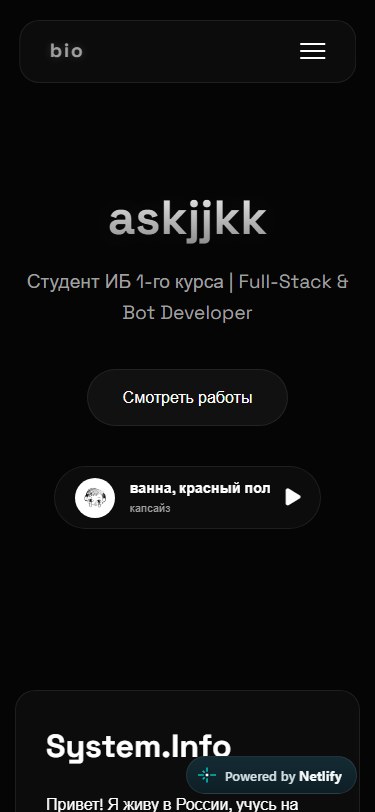 bio
askjjkk
Студент ИБ 1-го курса | Full-Stack &
Bot Developer
Смотреть работы
ванна, красный пол
капсайз
System.Info
Powered by Netlify
Привет! Я живу в России, учусь на